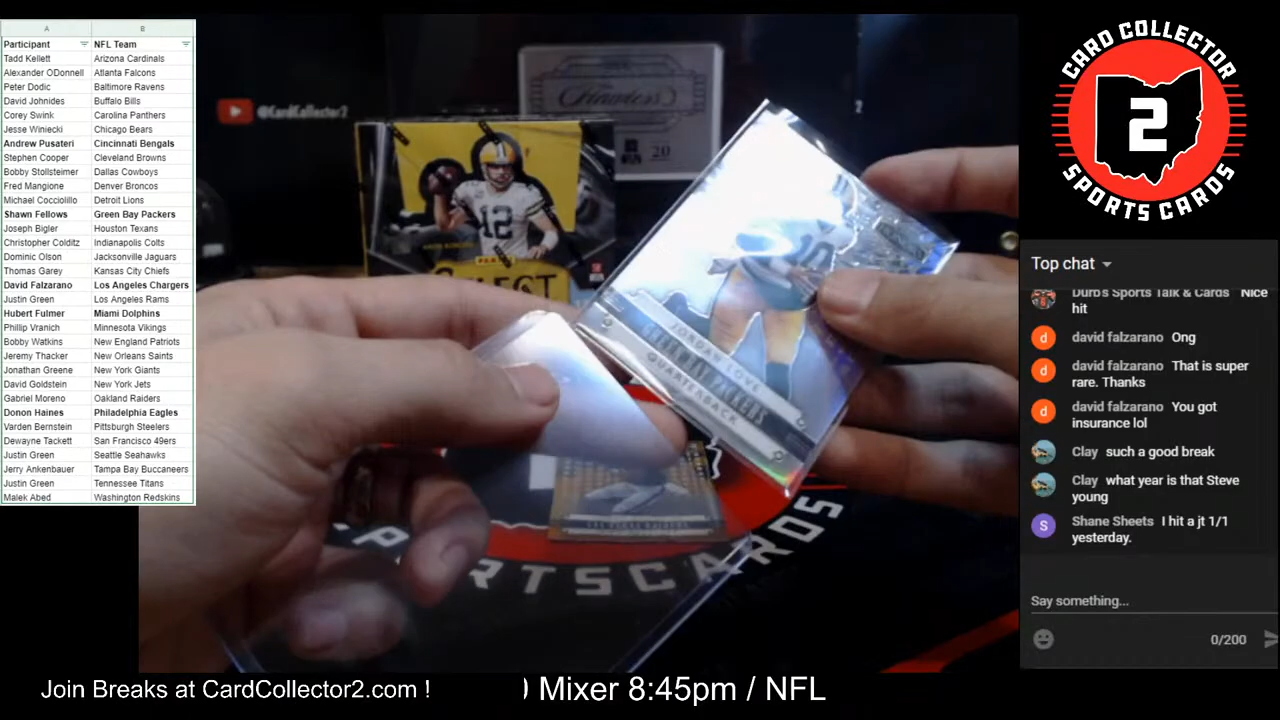 A B
Participant NFL Team
Tadd Kellett Arizona Cardinals
Alexander ODonnell Atlanta Falcons
Peter Dodic Baltimore Ravens
David Johnides Buffalo Bills
Corey Swink Carolina Panthers
Jesse Winiecki Chicago Bears
Andrew Pusateri Cincinnati Bengals
Stephen Cooper Cleveland Browns
Bobby Stollsteimer Dallas Cowboys
Fred Mangione Denver Broncos
Michael Cocciolillo Detroit Lions
Shawn Fellows Green Bay Packers
Joseph Bigler Houston Texans
Christopher Colditz Indianapolis Colts
Dominic Olson Jacksonville Jaguars
Thomas Garey Kansas City Chiefs
David Falzarano Los Angeles Chargers
Justin Green Los Angeles Rams
Hubert Fulmer Miami Dolphins
Phillip Vranich Minnesota Vikings
Bobby Watkins New England Patriots
Jeremy Thacker New Orleans Saints
Jonathan Greene New York Giants
David Goldstein New York Jets
Gabriel Moreno Oakland Raiders
Donon Haines Philadelphia Eagles
Varden Bernstein Pittsburgh Steelers
Dewayne Tackett San Francisco 49ers
Justin Green Seattle Seahawks
Jerry Ankenbauer Tampa Bay Buccaneers
Justin Green Tennessee Titans
Malek Abed Washington Redskins
@CardCollector2
Flawless
20
2
12
PANINI
SELECT
10
JORDAN LOVE
GREEN BAY PACKERS
QUARTERBACK
LAS VEGAS RAIDERS
P
RTSCARDS
CARD COLLECTOR
2
SPORTS CARDS
Top chat
Durb's Sports Talk & Cards Nice
hit
d david falzarano Ong
d david falzarano That is super
rare. Thanks
d david falzarano You got
insurance lol
Clay such a good break
Clay what year is that Steve
young
S Shane Sheets I hit a jt 1/1
yesterday.
Say something...
0/200
Join Breaks at CardCollector2.com !
) Mixer 8:45pm / NFL